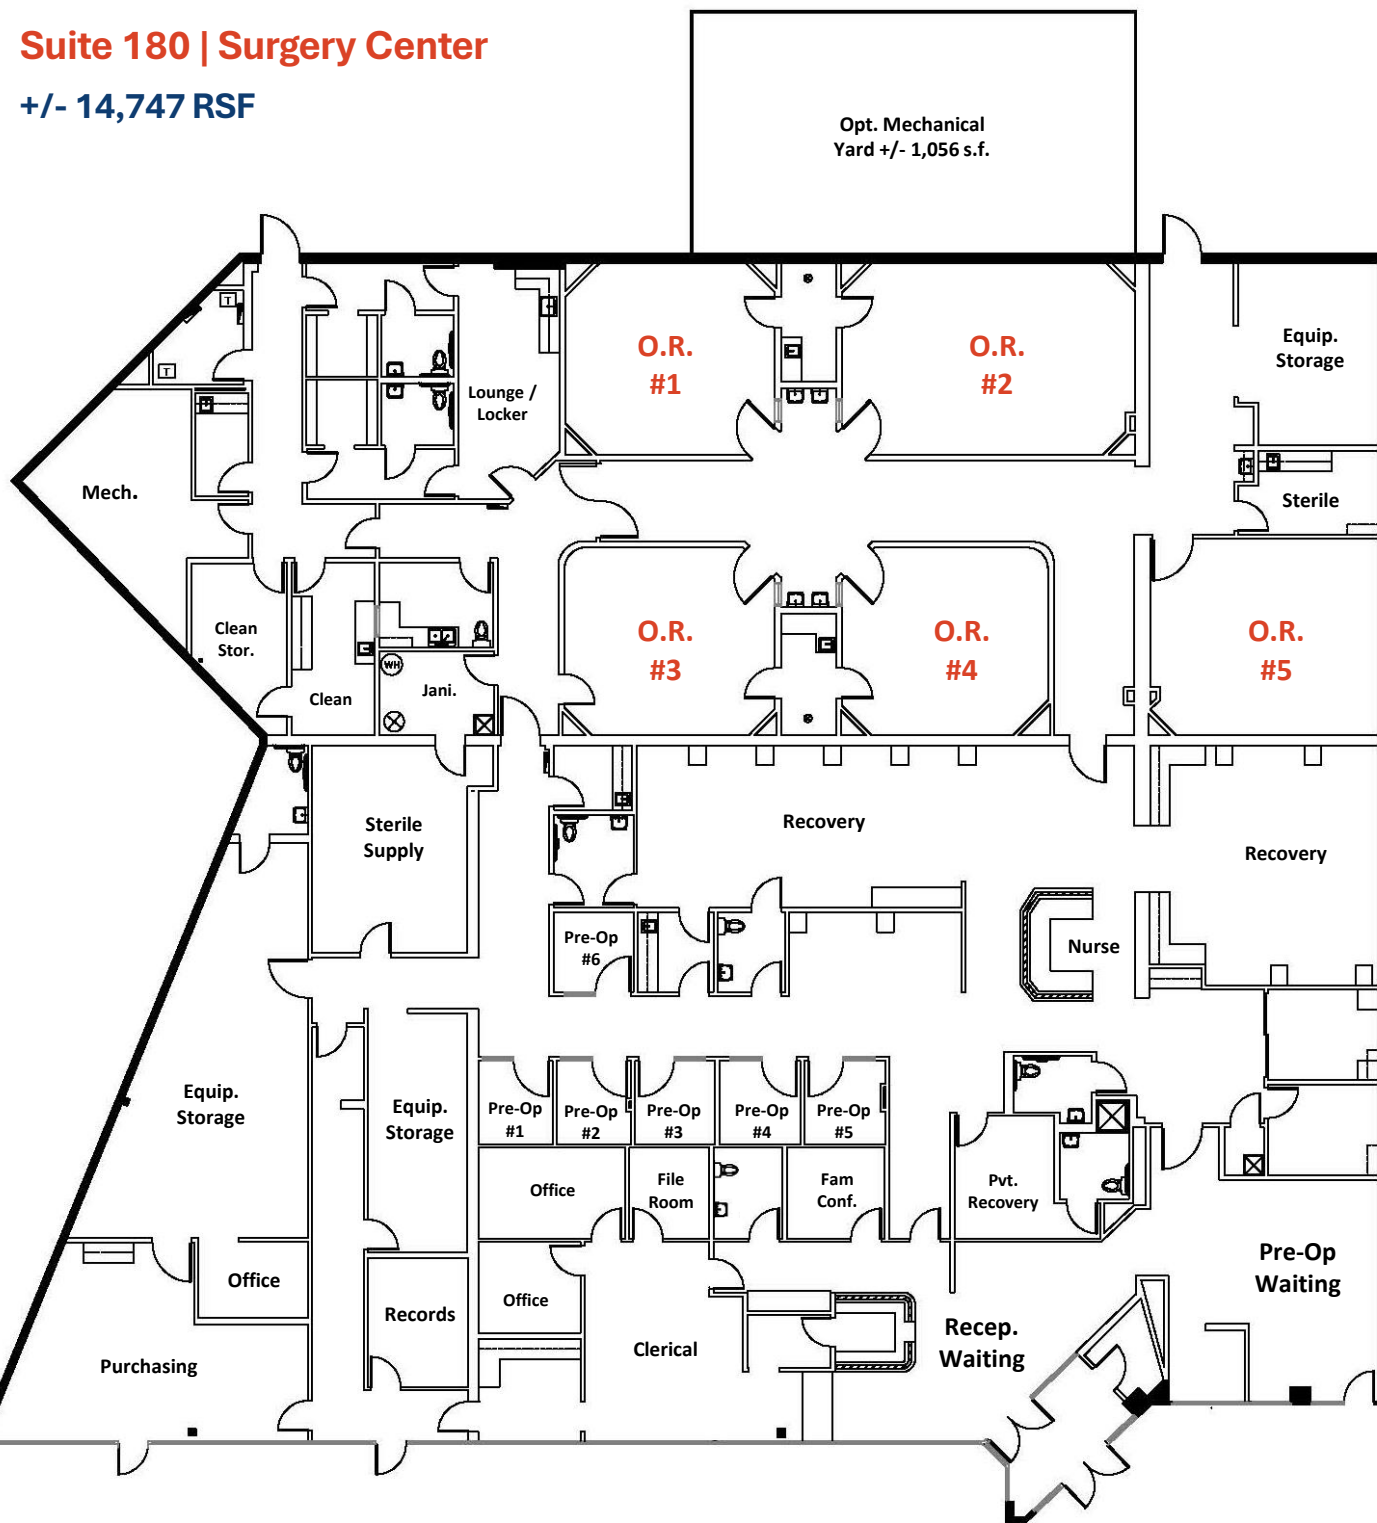 Suite 180 | Surgery Center
+/- 14,747 RSF
Opt. Mechanical
Yard +/- 1,056 s.f.
T
T
O.R.
#1
O.R.
#2
Equip.
Storage
Lounge /
Locker
Mech.
Sterile
Clean
Stor.
Clean
WH
Jani.
O.R.
#3
O.R.
#4
O.R.
#5
Sterile
Supply
Recovery
Recovery
Pre-Op
#6
Nurse
Equip.
Storage
Equip.
Storage
Pre-Op
#1
Pre-Op
#2
Pre-Op
#3
Pre-Op
#4
Pre-Op
#5
Office
File
Room
Fam
Conf.
Pvt.
Recovery
Office
Records
Office
Clerical
Recep.
Waiting
Pre-Op
Waiting
Purchasing